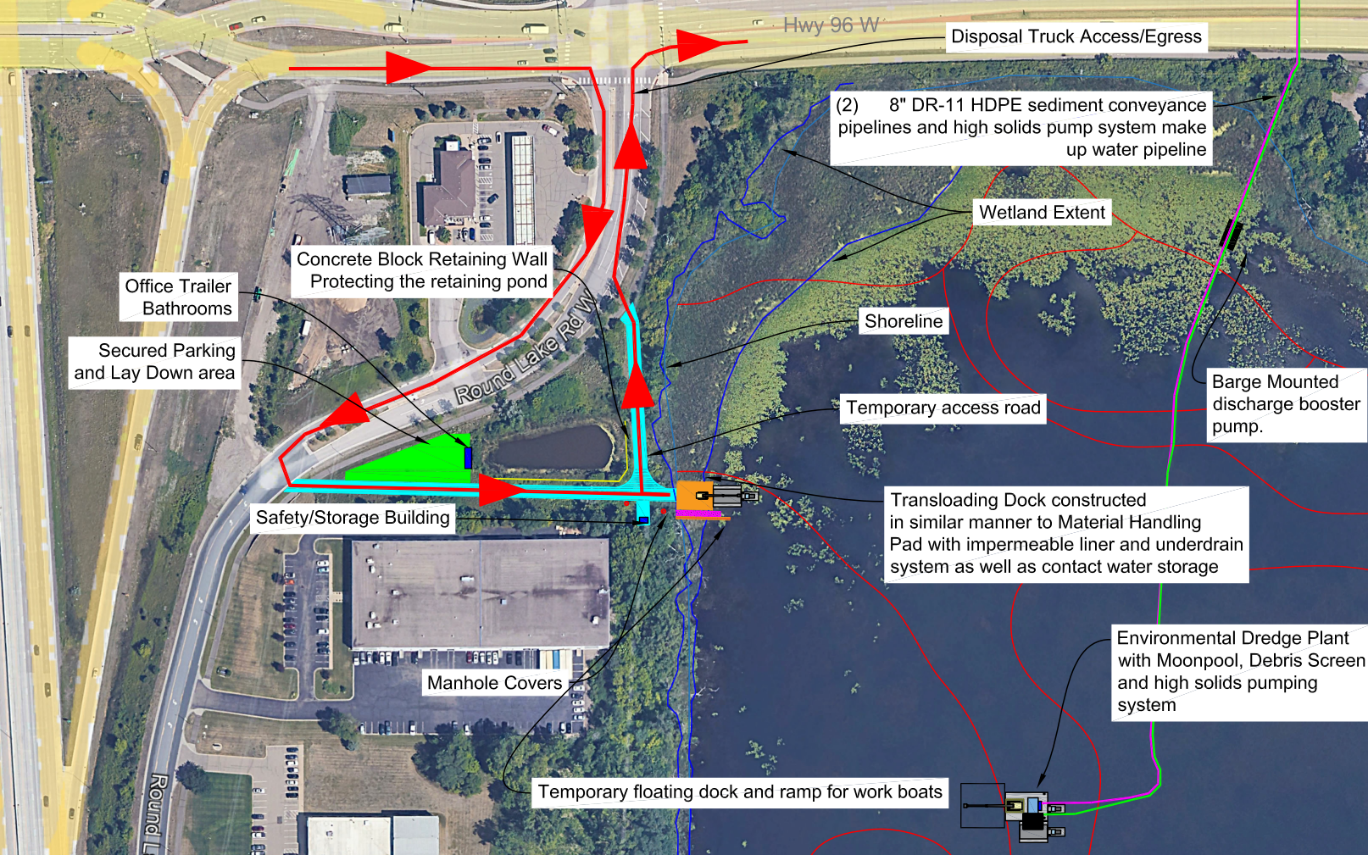 Hwy 96 W
Disposal Truck Access/Egress
(2) 8" DR-11 HDPE sediment conveyance
pipelines and high solids pump system make
up water pipeline
Wetland Extent
Concrete Block Retaining Wall
Protecting the retaining pond
Office Trailer
Bathrooms
Secured Parking
and Lay Down area
Round Lake Rd W
Shoreline
Barge Mounted
discharge booster
pump.
Temporary access road
Transloading Dock constructed
in similar manner to Material Handling
Pad with impermeable liner and underdrain
system as well as contact water storage
Safety/Storage Building
Environmental Dredge Plant
with Moonpool, Debris Screen
and high solids pumping
system
Manhole Covers
Temporary floating dock and ramp for work boats
Round L